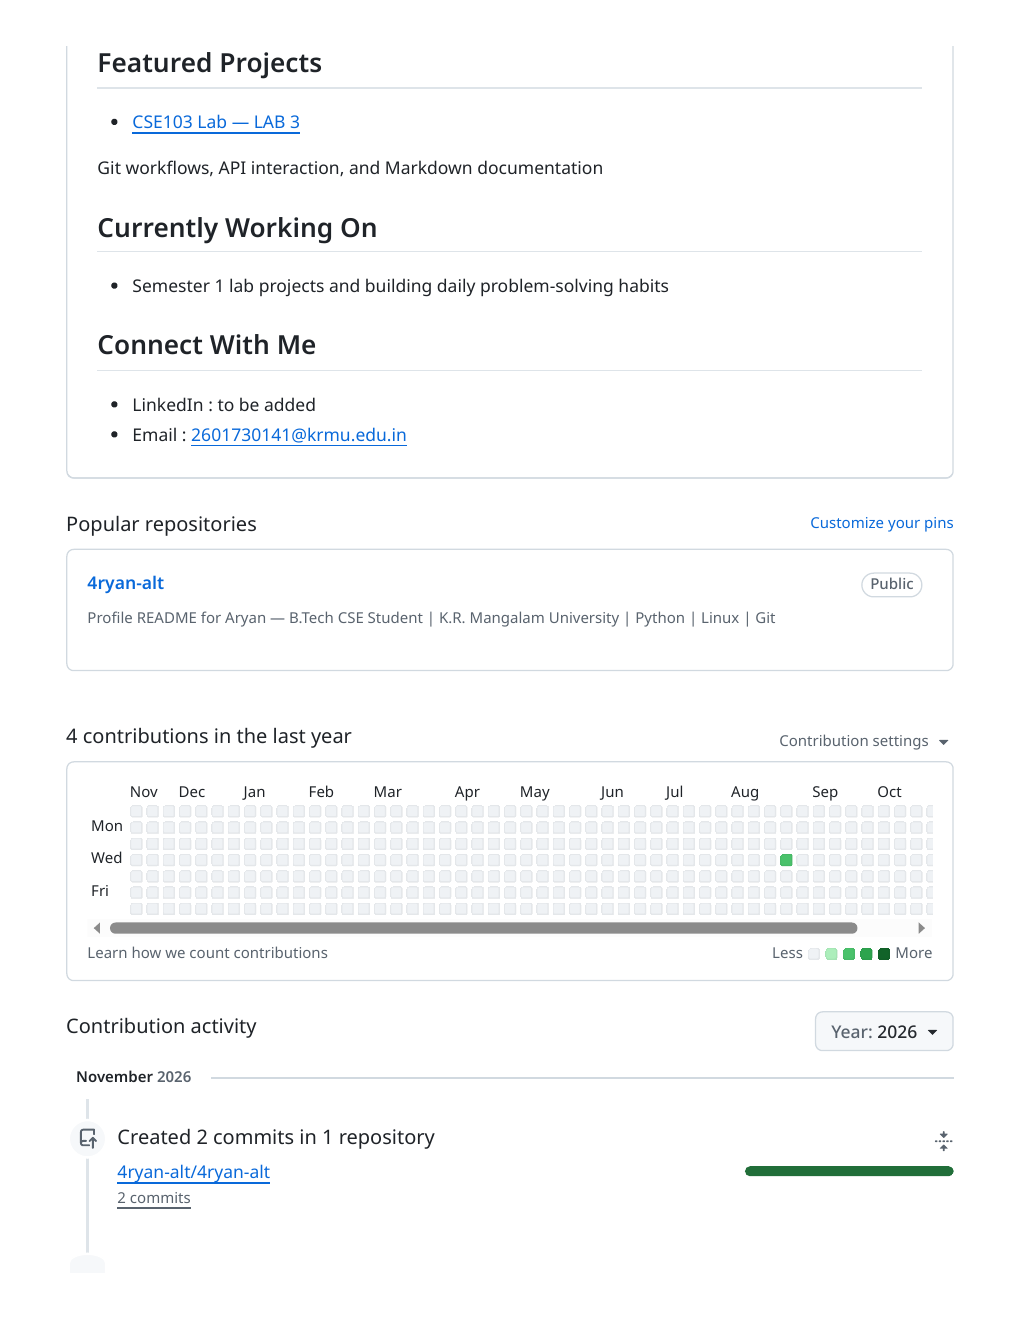 Featured Projects
CSE103 Lab — LAB 3
Git workflows, API interaction, and Markdown documentation
Currently Working On
Semester 1 lab projects and building daily problem-solving habits
Connect With Me
LinkedIn : to be added
Email : 2601730141@krmu.edu.in
Popular repositories
Customize your pins
4ryan-alt
Public
Profile README for Aryan — B.Tech CSE Student | K.R. Mangalam University | Python | Linux | Git
4 contributions in the last year
Contribution settings
Nov Dec Jan Feb Mar Apr May Jun Jul Aug Sep Oct
Mon
Wed
Fri
Learn how we count contributions
Less
More
Contribution activity
Year: 2026
November 2026
Created 2 commits in 1 repository
4ryan-alt/4ryan-alt
2 commits